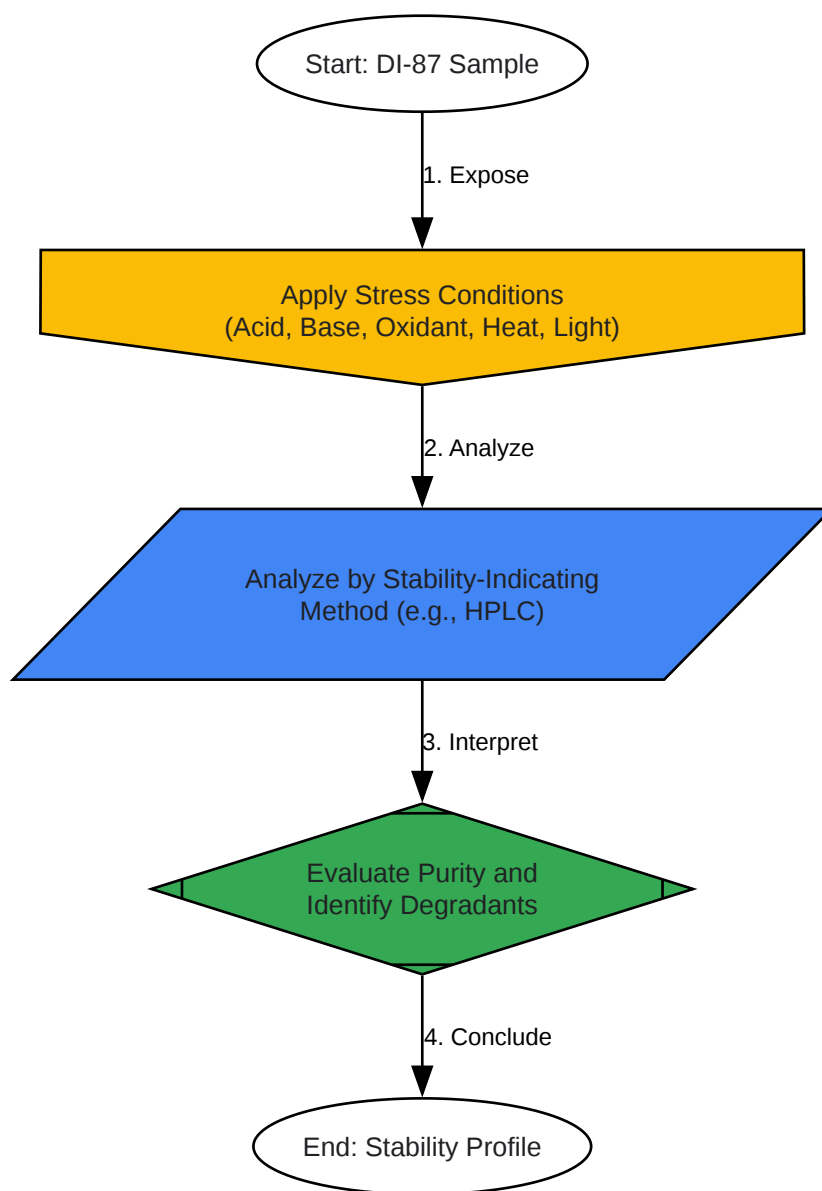 Start: DI-87 Sample
1. Expose
Apply Stress Conditions
(Acid, Base, Oxidant, Heat, Light)
2. Analyze
Analyze by Stability-Indicating
Method (e.g., HPLC)
3. Interpret
Evaluate Purity and
Identify Degradants
4. Conclude
End: Stability Profile